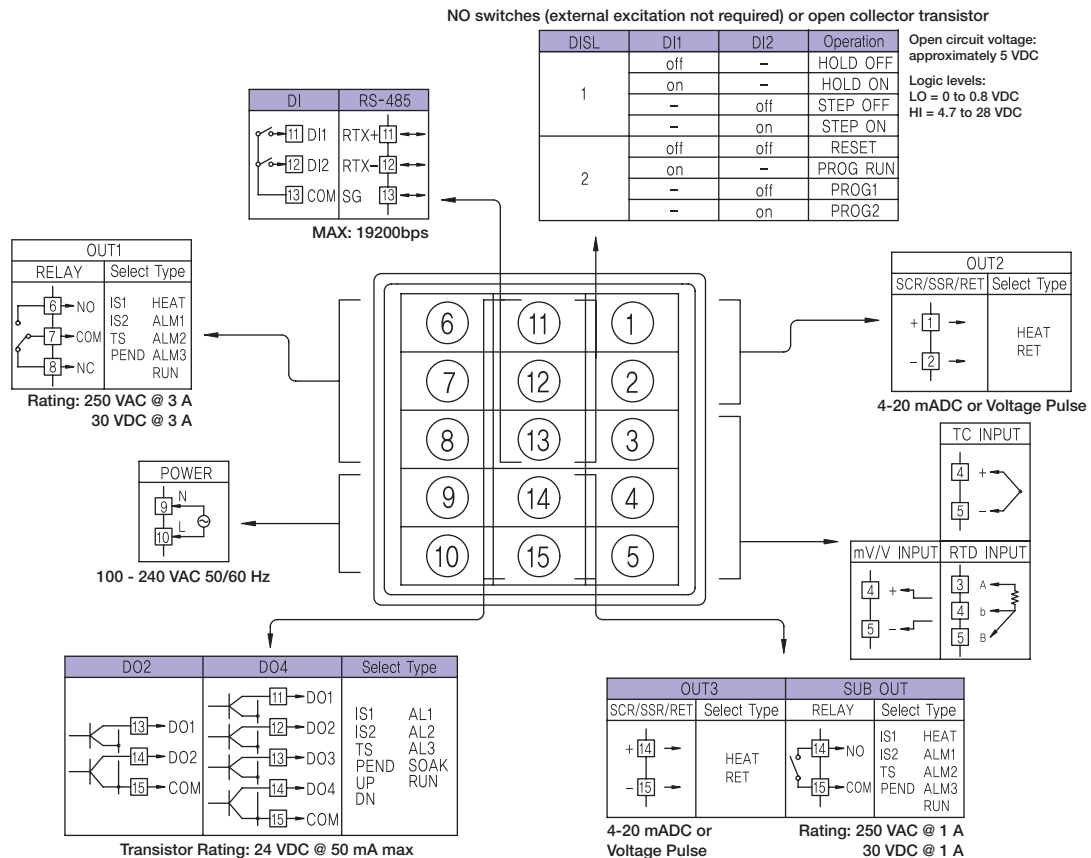 NO switches (external excitation not required) or open collector transistor
DISL DI1 DI2 Operation
1 off – HOLD OFF
on – HOLD ON
– off STEP OFF
– on STEP ON
2 off off RESET
on – PROG RUN
– off PROG1
– on PROG2
Open circuit voltage:
approximately 5 VDC
Logic levels:
LO = 0 to 0.8 VDC
HI = 4.7 to 28 VDC
DI RS-485
11 DI1 RTX+ 11
12 DI2 RTX- 12
13 COM SG 13
MAX: 19200bps
OUT1
RELAY Select Type
6 NO
7 COM
8 NC
IS1 HEAT
IS2 ALM1
TS ALM2
PEND ALM3
RUN
Rating: 250 VAC @ 3 A
30 VDC @ 3 A
6 11 1
7 12 2
8 13 3
9 14 4
10 15 5
OUT2
SCR/SSR/RET Select Type
+ 1
- 2
HEAT
RET
4-20 mADC or Voltage Pulse
POWER
9 N
10 L
100 - 240 VAC 50/60 Hz
TC INPUT
4 +
5 -
mV/V INPUT RTD INPUT
4 +
5 -
3 A
4 b
5 B
DO2 DO4 Select Type
13 DO1
14 DO2
15 COM
11 DO1
12 DO2
13 DO3
14 DO4
15 COM
IS1 AL1
IS2 AL2
TS AL3
PEND SOAK
UP RUN
DN
Transistor Rating: 24 VDC @ 50 mA max
OUT3 SUB OUT
SCR/SSR/RET Select Type RELAY Select Type
+ 14
- 15
HEAT
RET
14 NO
15 COM
IS1 HEAT
IS2 ALM1
TS ALM2
PEND ALM3
RUN
4-20 mADC or
Voltage Pulse
Rating: 250 VAC @ 1 A
30 VDC @ 1 A